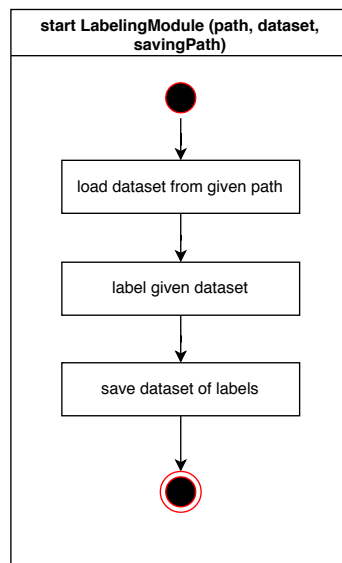 start LabelingModule (path, dataset,
savingPath)
load dataset from given path
label given dataset
save dataset of labels